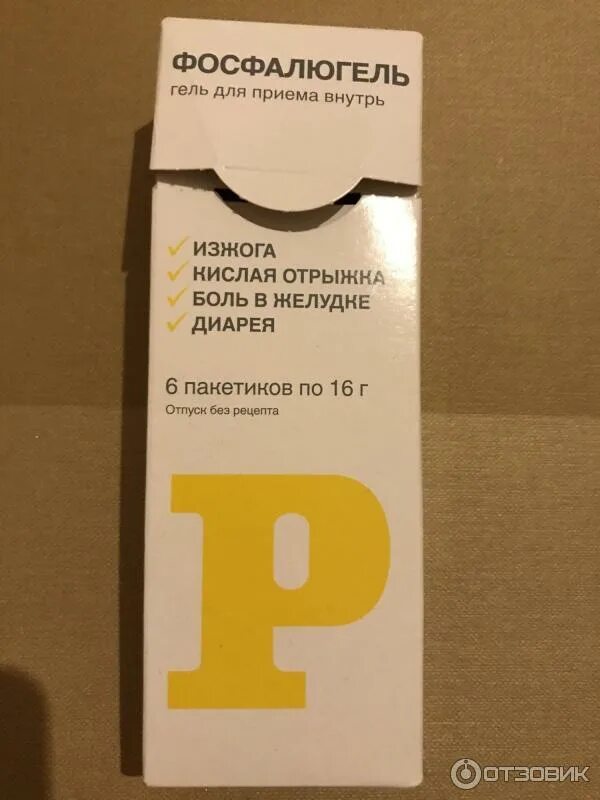 ФОСФАЛЮГЕЛЬ
гель для приема внутрь
ИЗЖОГА
КИСЛАЯ ОТРЫЖКА
БОЛЬ В ЖЕЛУДКЕ
ДИАРЕЯ
6 пакетиков по 16 г
Отпуск без рецепта
P
ОТЗОВИК